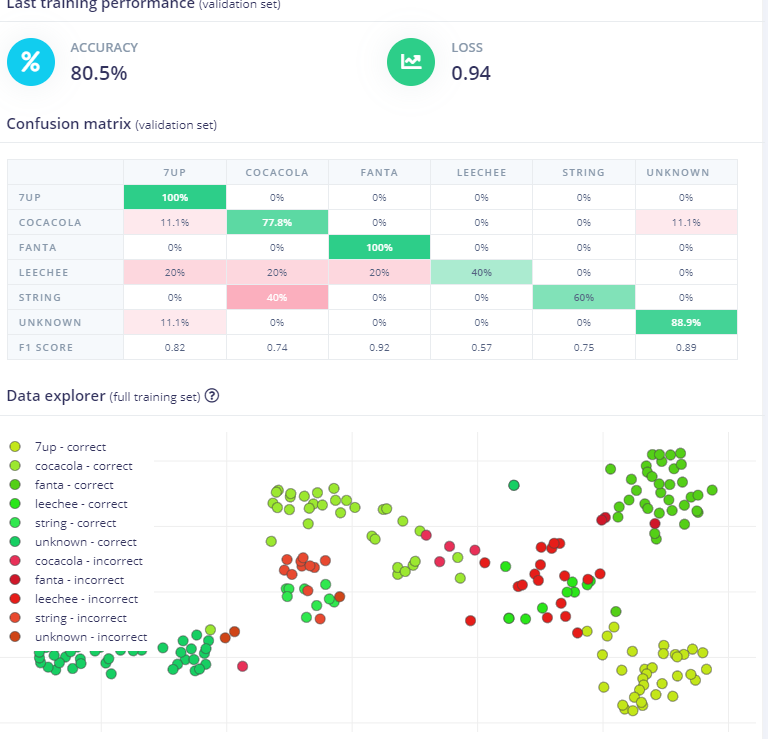 Last training performance (validation set)
% ACCURACY
80.5%
LOSS
0.94
Confusion matrix (validation set)
7UP COCACOLA FANTA LEECHEE STRING UNKNOWN
7UP 100% 0% 0% 0% 0% 0%
COCACOLA 11.1% 77.8% 0% 0% 0% 11.1%
FANTA 0% 0% 100% 0% 0% 0%
LEECHEE 20% 20% 20% 40% 0% 0%
STRING 0% 40% 0% 0% 60% 0%
UNKNOWN 11.1% 0% 0% 0% 0% 88.9%
F1 SCORE 0.82 0.74 0.92 0.57 0.75 0.89
Data explorer (full training set) ?
7up - correct
cocacola - correct
fanta - correct
leechee - correct
string - correct
unknown - correct
cocacola - incorrect
fanta - incorrect
leechee - incorrect
string - incorrect
unknown - incorrect